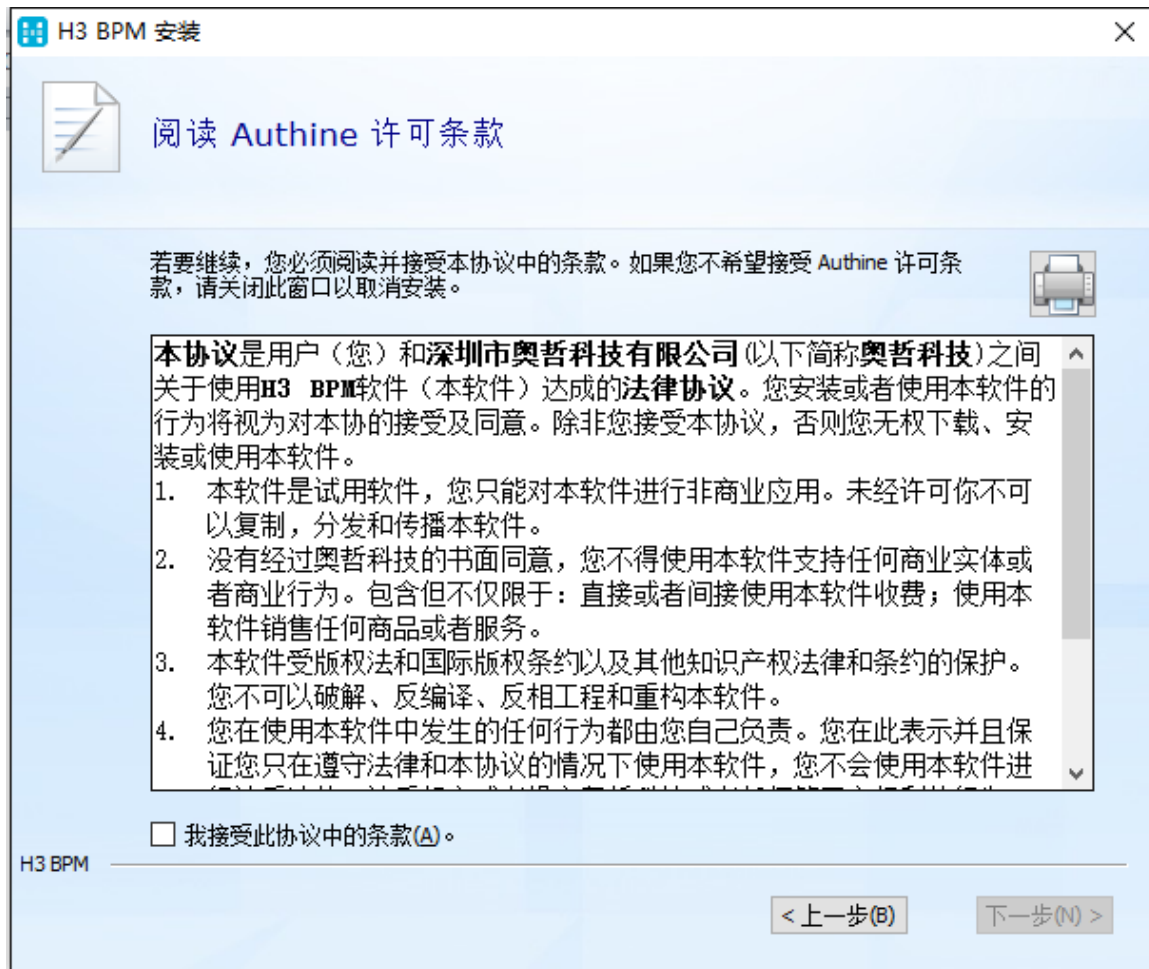 H3 BPM 安装
阅读 Authine 许可条款
若要继续，您必须阅读并接受本协议中的条款。如果您不希望接受 Authine 许可条
款，请关闭此窗口以取消安装。
本协议是用户（您）和深圳市奥哲科技有限公司(以下简称奥哲科技)之间
关于使用H3 BPM软件（本软件）达成的法律协议。您安装或者使用本软件的
行为将视为对本协的接受及同意。除非您接受本协议，否则您无权下载、安
装或使用本软件。
1. 本软件是试用软件，您只能对本软件进行非商业应用。未经许可你不可
以复制，分发和传播本软件。
2. 没有经过奥哲科技的书面同意，您不得使用本软件支持任何商业实体或
者商业行为。包含但不仅限于：直接或者间接使用本软件收费；使用本
软件销售任何商品或者服务。
3. 本软件受版权法和国际版权条约以及其他知识产权法律和条约的保护。
您不可以破解、反编译、反相工程和重构本软件。
4. 您在使用本软件中发生的任何行为都由您自己负责。您在此表示并且保
证您只在遵守法律和本协议的情况下使用本软件，您不会使用本软件进
我接受此协议中的条款(A)。
H3 BPM
< 上一步(B)
下一步(N) >